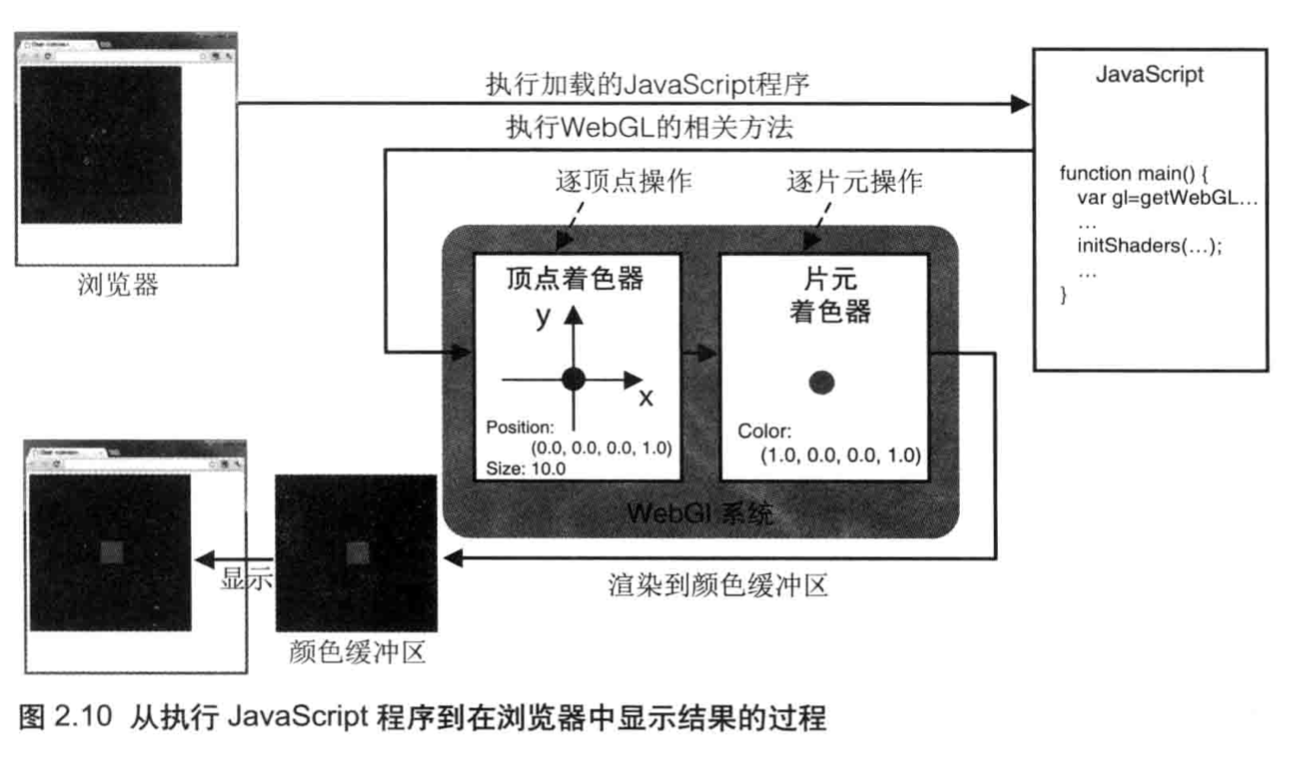 执行加载的JavaScript程序
JavaScript
执行WebGL的相关方法
逐顶点操作
逐片元操作
function main() {
var gl=getWebGL…
…
initShaders(…);
…
}
浏览器
顶点着色器
y
x
Position:
(0.0, 0.0, 0.0, 1.0)
Size: 10.0
片元
着色器
Color:
(1.0, 0.0, 0.0, 1.0)
WebGl 系统
显示
渲染到颜色缓冲区
颜色缓冲区
图 2.10 从执行 JavaScript 程序到在浏览器中显示结果的过程